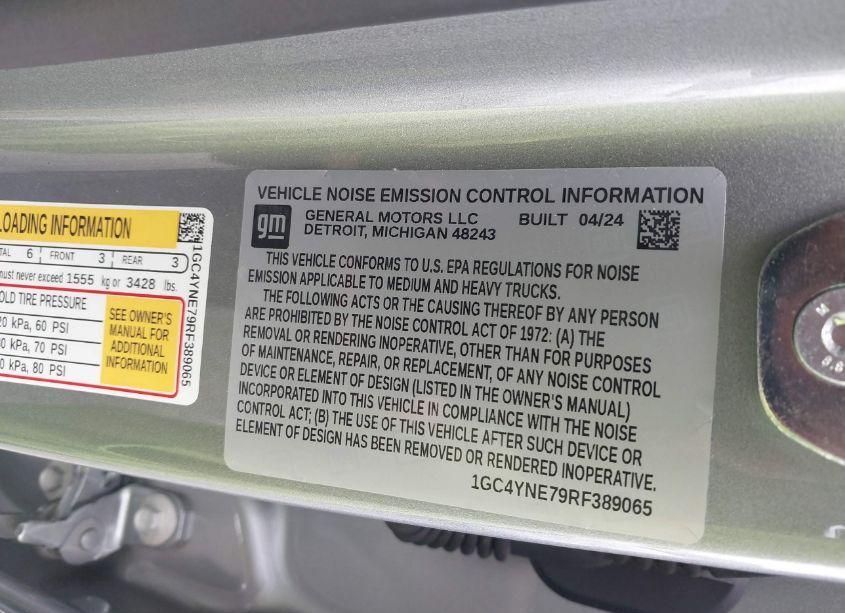 LOADING INFORMATION
TAL 6 FRONT 3 REAR 3
must never exceed 1555 kg or 3428 lbs.
OLD TIRE PRESSURE
20 kPa, 60 PSI
80 kPa, 70 PSI
0 kPa, 80 PSI
SEE OWNER'S
MANUAL FOR
ADDITIONAL
INFORMATION
1GC4YNE79RF389065
VEHICLE NOISE EMISSION CONTROL INFORMATION
gm
GENERAL MOTORS LLC BUILT 04/24
DETROIT, MICHIGAN 48243
THIS VEHICLE CONFORMS TO U.S. EPA REGULATIONS FOR NOISE
EMISSION APPLICABLE TO MEDIUM AND HEAVY TRUCKS.
THE FOLLOWING ACTS OR THE CAUSING THEREOF BY ANY PERSON
ARE PROHIBITED BY THE NOISE CONTROL ACT OF 1972: (A) THE
REMOVAL OR RENDERING INOPERATIVE, OTHER THAN FOR PURPOSES
OF MAINTENANCE, REPAIR, OR REPLACEMENT, OF ANY NOISE CONTROL
DEVICE OR ELEMENT OF DESIGN (LISTED IN THE OWNER'S MANUAL)
INCORPORATED INTO THIS VEHICLE IN COMPLIANCE WITH THE NOISE
CONTROL ACT; (B) THE USE OF THIS VEHICLE AFTER SUCH DEVICE OR
ELEMENT OF DESIGN HAS BEEN REMOVED OR RENDERED INOPERATIVE.
1GC4YNE79RF389065